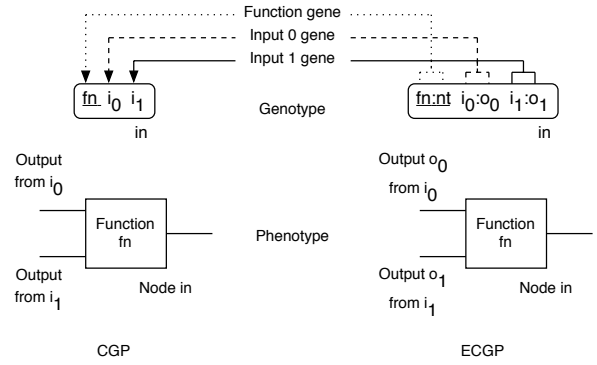 Function gene
Input 0 gene
Input 1 gene
fn i0 i1
Genotype
fn:nt i0:o0 i1:o1
in
in
Output
from i0
Function
fn
Output
from i1
Node in
Phenotype
Output o0
from i0
Function
fn
Output o1
from i1
Node in
CGP
ECGP